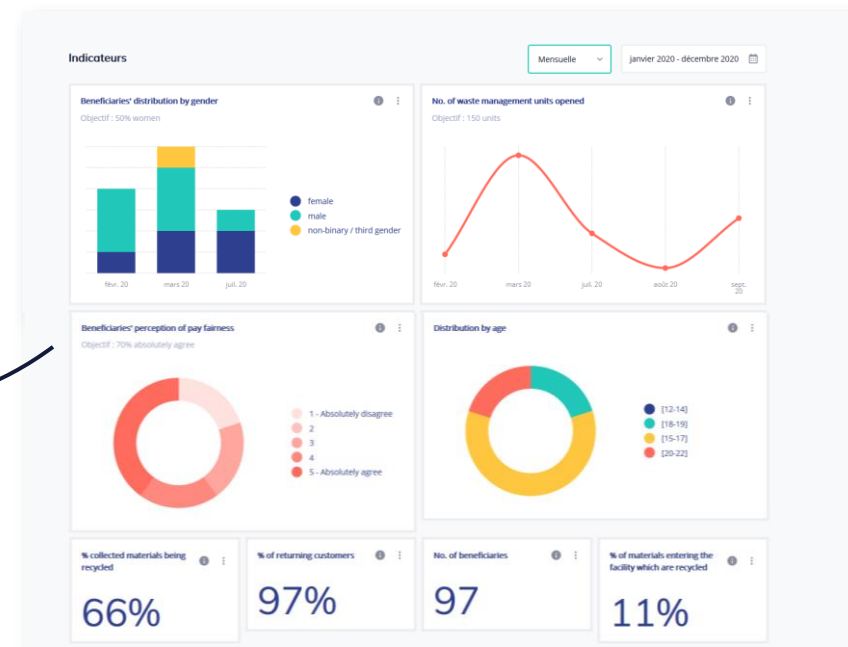 Indicateurs
Mensuelle
janvier 2020 - décembre 2020
Beneficiaries' distribution by gender
Objectif : 50% women
female
male
non-binary / third gender
févr. 20
mars 20
juil. 20
No. of waste management units opened
Objectif : 150 units
févr. 20
mars 20
juil. 20
août 20
sept.
20
Beneficiaries' perception of pay fairness
Objectif : 70% absolutely agree
1 - Absolutely disagree
2
3
4
5 - Absolutely agree
Distribution by age
[12-14]
[18-19]
[15-17]
[20-22]
% collected materials being
recycled
66%
% of returning customers
97%
No. of beneficiaries
97
% of materials entering the
facility which are recycled
11%